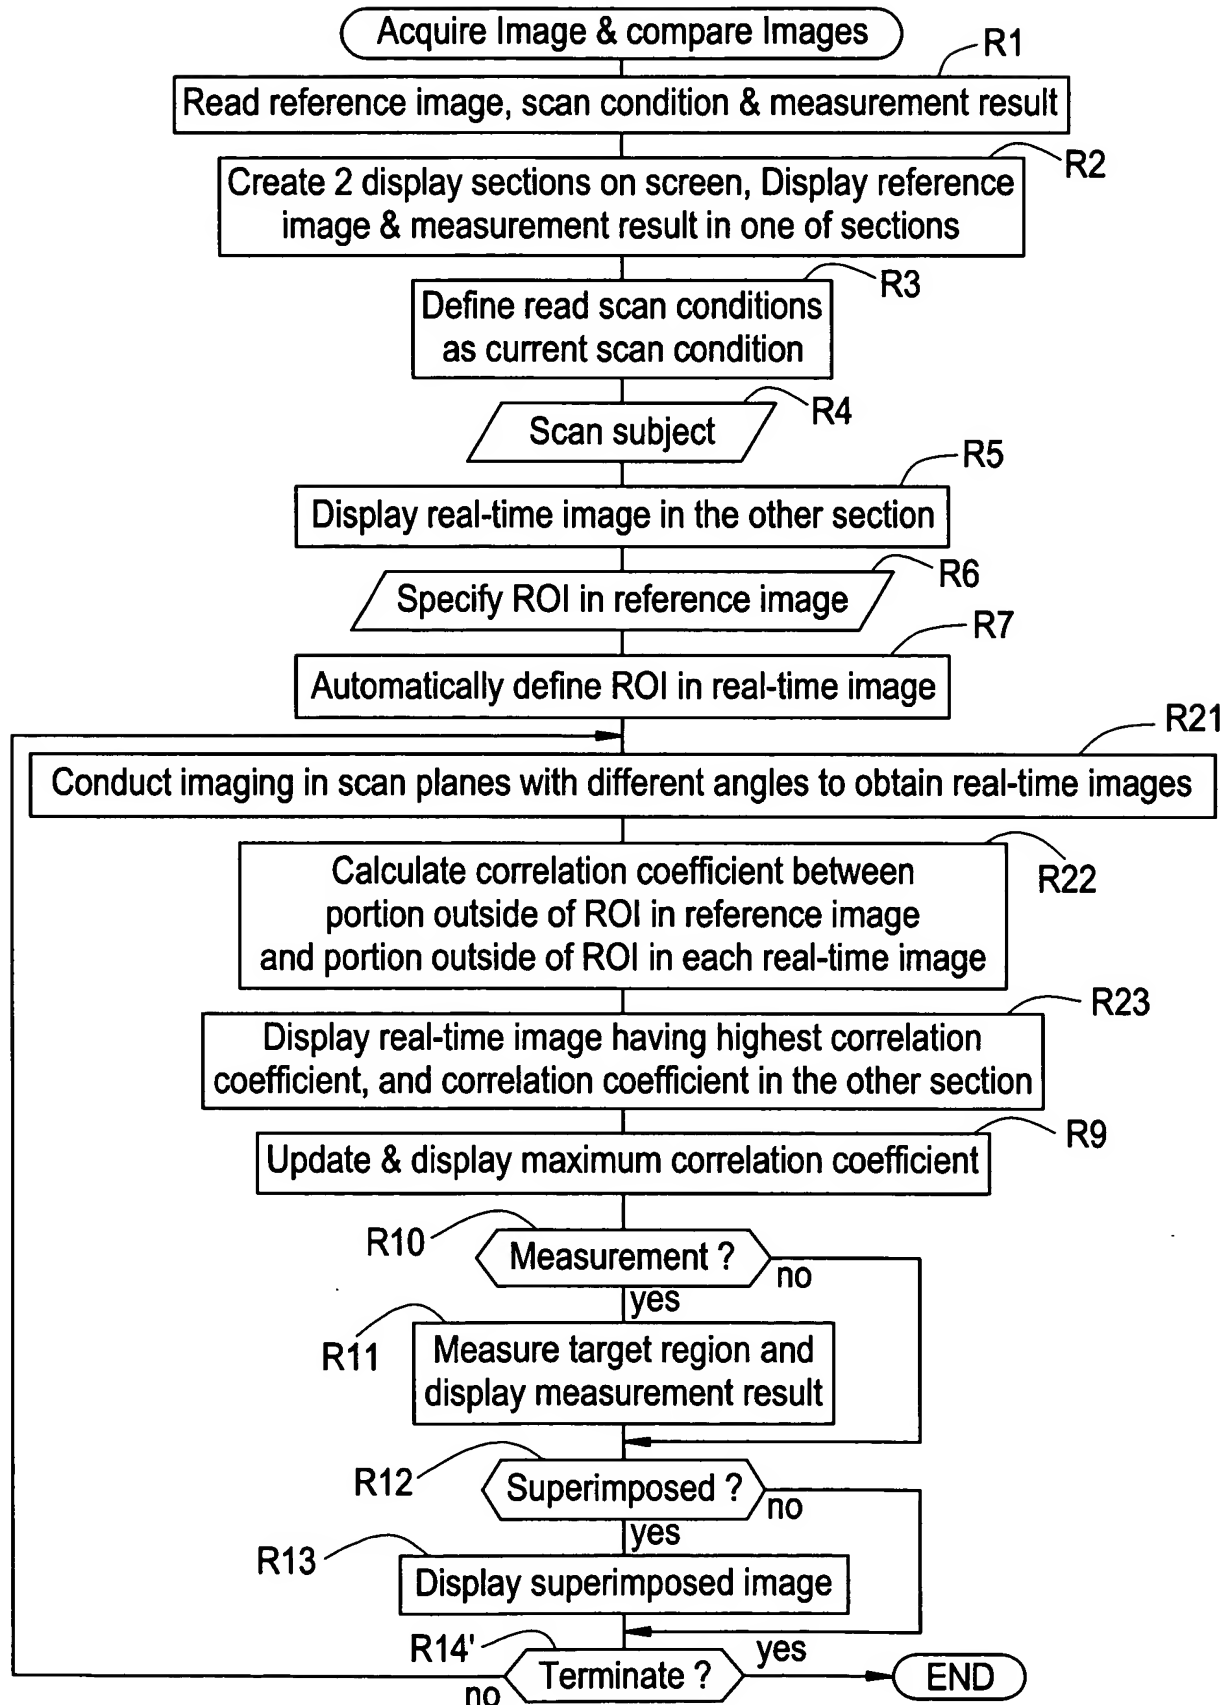 Acquire Image & compare Images
R1
Read reference image, scan condition & measurement result
R2
Create 2 display sections on screen, Display reference
image & measurement result in one of sections
R3
Define read scan conditions
as current scan condition
R4
Scan subject
R5
Display real-time image in the other section
R6
Specify ROI in reference image
R7
Automatically define ROI in real-time image
R21
Conduct imaging in scan planes with different angles to obtain real-time images
R22
Calculate correlation coefficient between
portion outside of ROI in reference image
and portion outside of ROI in each real-time image
R23
Display real-time image having highest correlation
coefficient, and correlation coefficient in the other section
R9
Update & display maximum correlation coefficient
R10
Measurement ?
no
yes
R11
Measure target region and
display measurement result
R12
Superimposed ?
no
yes
R13
Display superimposed image
R14'
Terminate ?
yes
END
no